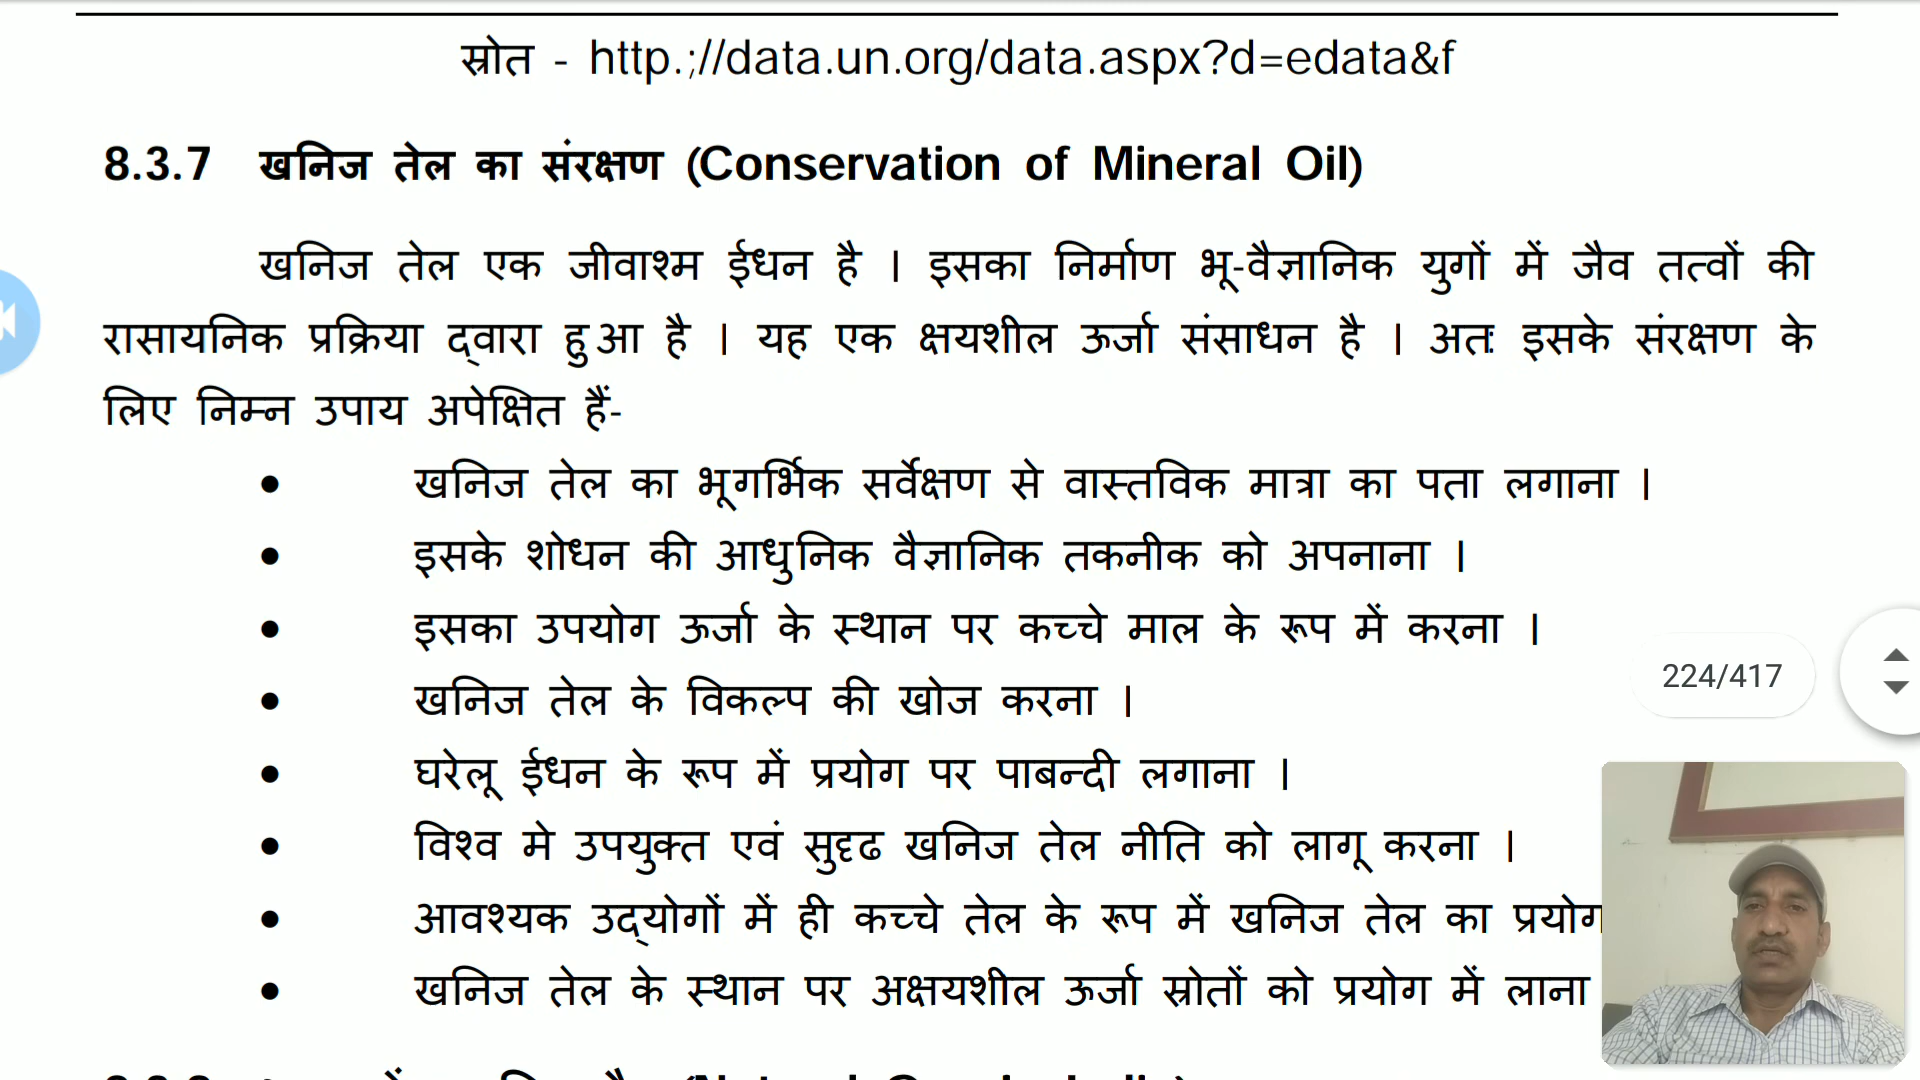 स्रोत - http.;//data.un.org/data.aspx?d=edata&f
8.3.7 खनिज तेल का संरक्षण (Conservation of Mineral Oil)
खनिज तेल एक जीवाश्म ईधन है । इसका निर्माण भू-वैज्ञानिक युगों में जैव तत्वों की
रासायनिक प्रक्रिया द्वारा हुआ है । यह एक क्षयशील ऊर्जा संसाधन है । अतः इसके संरक्षण के
लिए निम्न उपाय अपेक्षित हैं-
● खनिज तेल का भूगर्भिक सर्वेक्षण से वास्तविक मात्रा का पता लगाना ।
● इसके शोधन की आधुनिक वैज्ञानिक तकनीक को अपनाना ।
● इसका उपयोग ऊर्जा के स्थान पर कच्चे माल के रूप में करना ।
● खनिज तेल के विकल्प की खोज करना ।
224/417
● घरेलू ईधन के रूप में प्रयोग पर पाबन्दी लगाना ।
● विश्व मे उपयुक्त एवं सुदृढ खनिज तेल नीति को लागू करना ।
● आवश्यक उद्योगों में ही कच्चे तेल के रूप में खनिज तेल का प्रयोग
● खनिज तेल के स्थान पर अक्षयशील ऊर्जा स्रोतों को प्रयोग में लाना